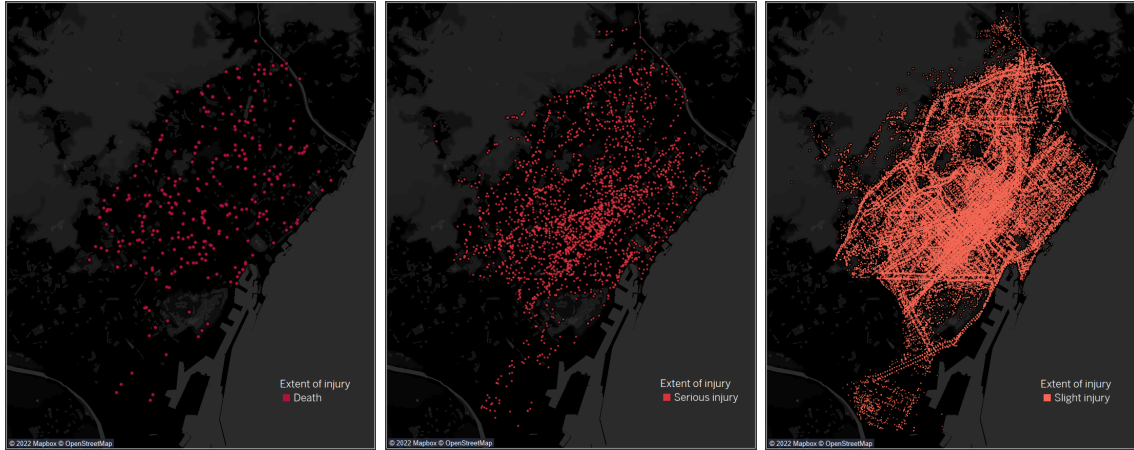 Extent of injury
Death
© 2022 Mapbox © OpenStreetMap
Extent of injury
Serious injury
© 2022 Mapbox © OpenStreetMap
Extent of injury
Slight injury
© 2022 Mapbox © OpenStreetMap